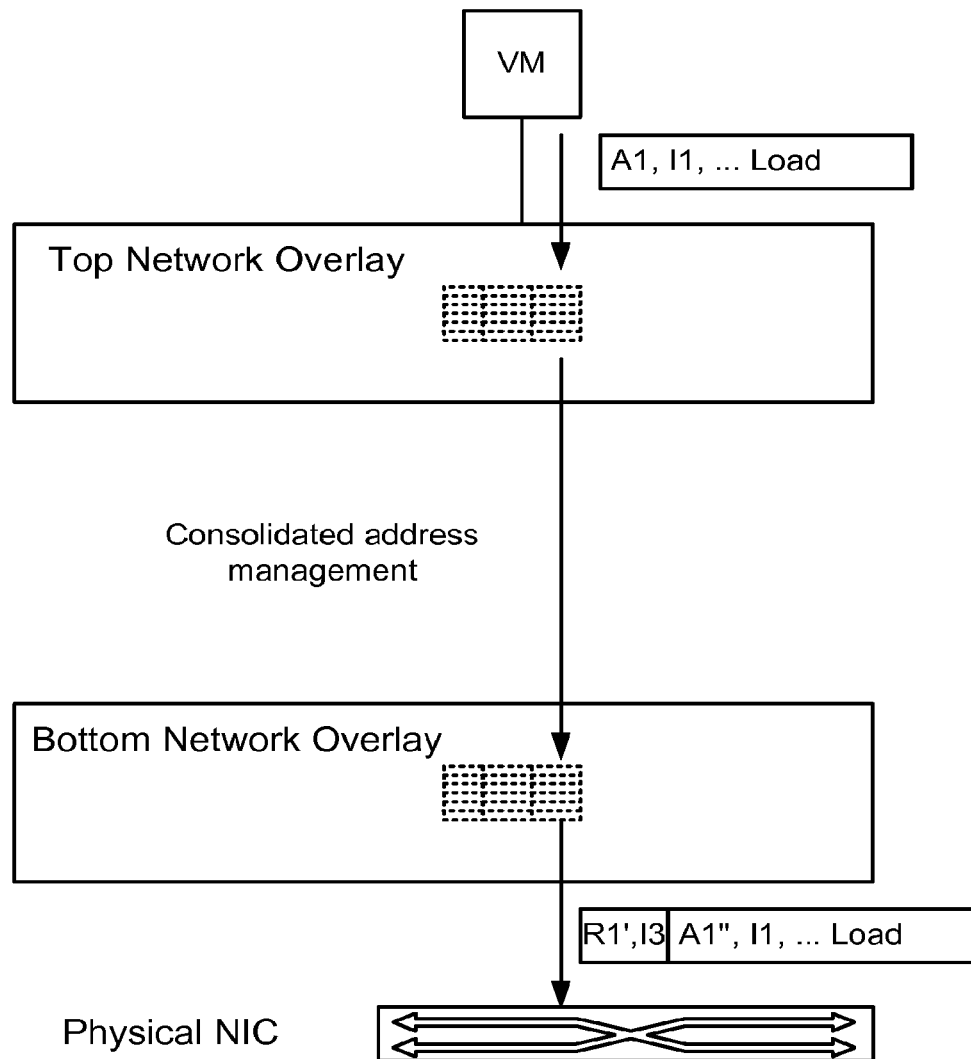 VM
A1, I1, ... Load
Top Network Overlay
Consolidated address
management
Bottom Network Overlay
R1',I3 A1", I1, ... Load
Physical NIC